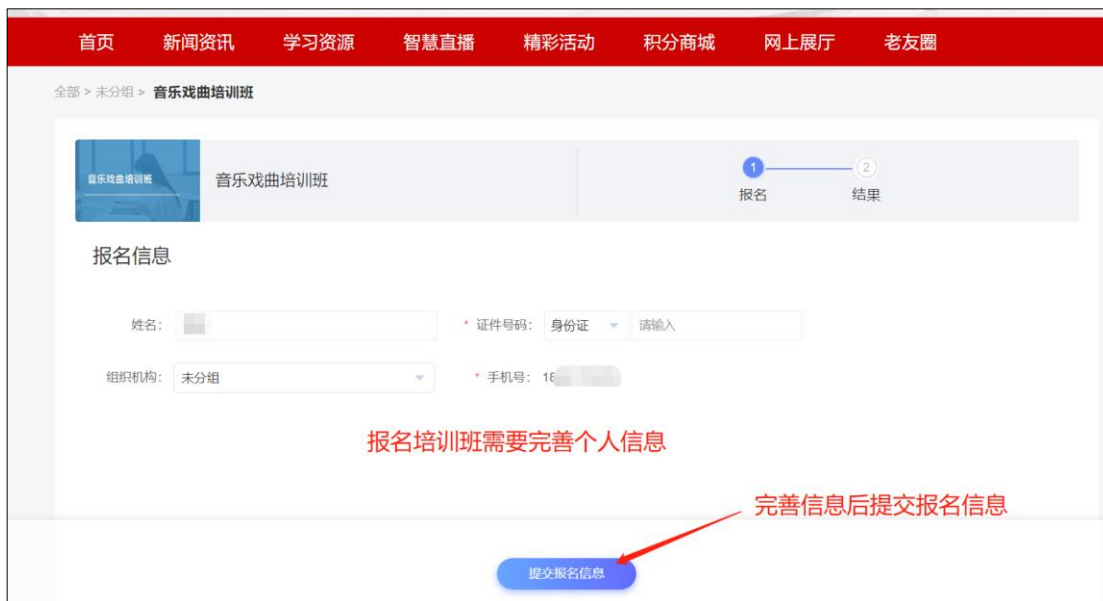 首页 新闻资讯 学习资源 智慧直播 精彩活动 积分商城 网上展厅 老友圈
全部 > 未分组 > 音乐戏曲培训班
音乐戏曲培训班
音乐戏曲培训班
1 2
报名 结果
报名信息
姓名： * 证件号码： 身份证 请输入
组织机构： 未分组 * 手机号： 18
报名培训班需要完善个人信息
完善信息后提交报名信息
提交报名信息